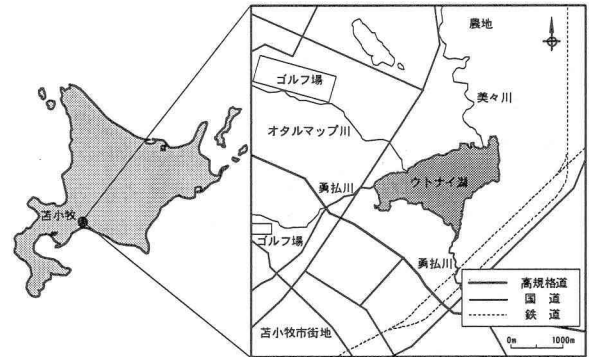 苫小牧
農地
ゴルフ場
美々川
オタルマップ川
ウトナイ湖
勇払川
ゴルフ場
勇払川
苫小牧市街地
高規格道
国道
鉄道
0m 1000m